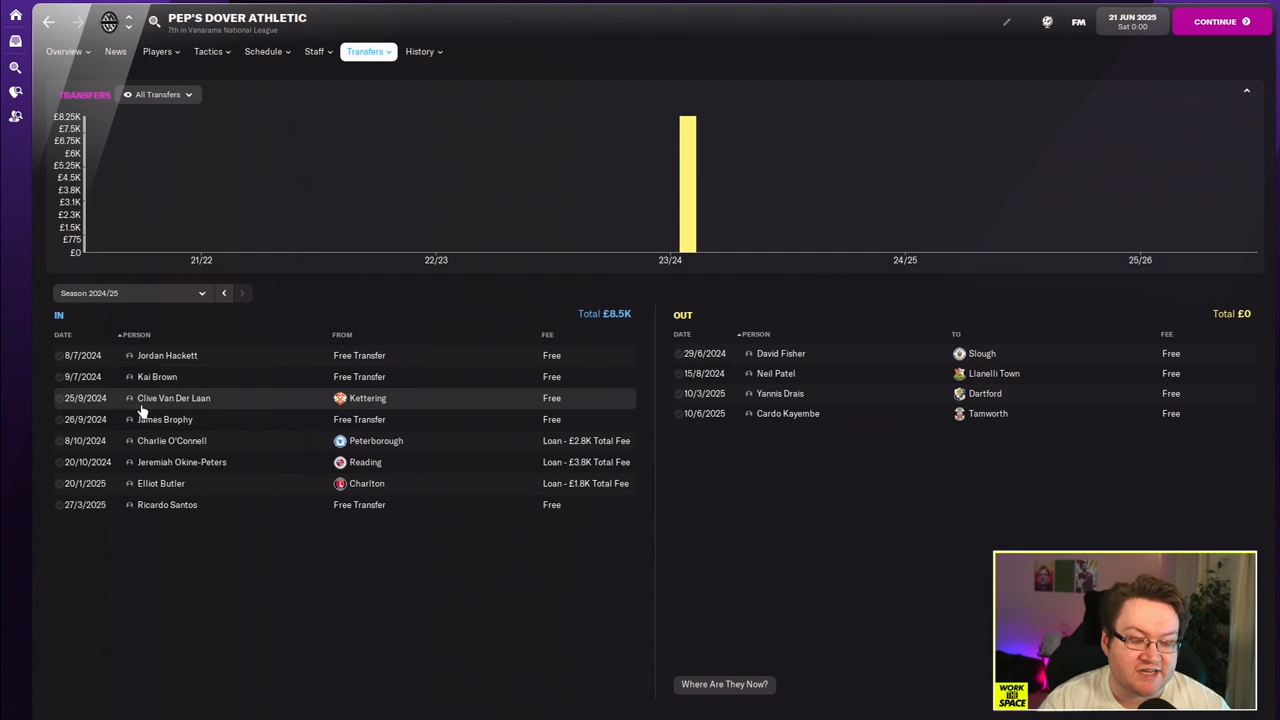 PEP'S DOVER ATHLETIC
7th in Vanarama National League
FM
21 JUN 2025
Sat 0:00
CONTINUE
Overview
News
Players
Tactics
Schedule
Staff
Transfers
History
TRANSFERS
All Transfers
£8.25K
£7.5K
£6.75K
£6K
£5.25K
£4.5K
£3.8K
£3.1K
£2.3K
£1.5K
£775
£0
21/22
22/23
23/24
24/25
25/26
Season 2024/25
IN
Total £8.5K
DATE PERSON FROM FEE
8/7/2024 Jordan Hackett Free Transfer Free
9/7/2024 Kai Brown Free Transfer Free
25/9/2024 Clive Van Der Laan Kettering Free
26/9/2024 James Brophy Free Transfer Free
8/10/2024 Charlie O'Connell Peterborough Loan - £2.8K Total Fee
20/10/2024 Jeremiah Okine-Peters Reading Loan - £3.8K Total Fee
20/1/2025 Elliot Butler Charlton Loan - £1.8K Total Fee
27/3/2025 Ricardo Santos Free Transfer Free
OUT
Total £0
DATE PERSON TO FEE
29/6/2024 David Fisher Slough Free
15/8/2024 Neil Patel Llanelli Town Free
10/3/2025 Yannis Drais Dartford Free
10/6/2025 Cardo Kayembe Tamworth Free
Where Are They Now?
WORK
THE
SPACE